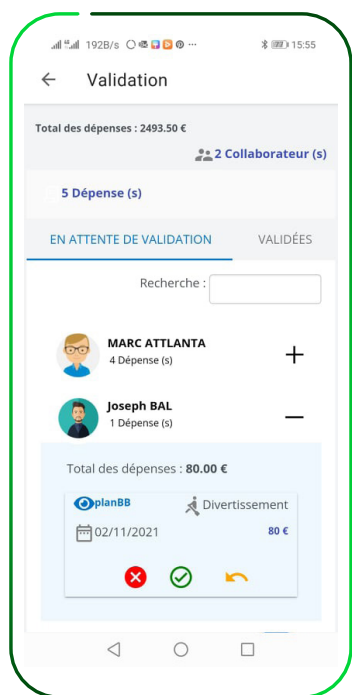 192B/s ... 15:55
Validation
Total des dépenses : 2493.50 €
2 Collaborateur (s)
5 Dépense (s)
EN ATTENTE DE VALIDATION VALIDÉES
Recherche :
MARC ATTLANTA
4 Dépense (s)
Joseph BAL
1 Dépense (s)
Total des dépenses : 80.00 €
planBB Divertissement
02/11/2021 80 €